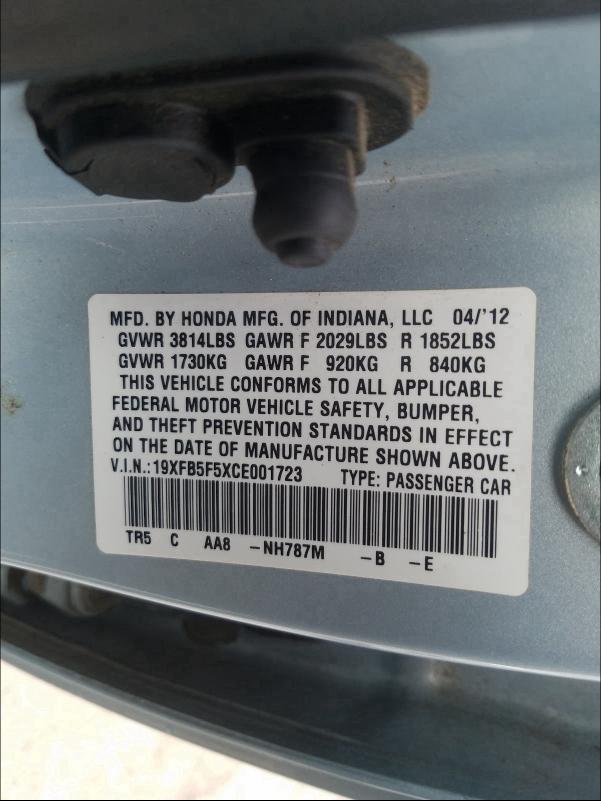 MFD. BY HONDA MFG. OF INDIANA, LLC 04/'12
GVWR 3814LBS GAWR F 2029LBS R 1852LBS
GVWR 1730KG GAWR F 920KG R 840KG
THIS VEHICLE CONFORMS TO ALL APPLICABLE
FEDERAL MOTOR VEHICLE SAFETY, BUMPER,
AND THEFT PREVENTION STANDARDS IN EFFECT
ON THE DATE OF MANUFACTURE SHOWN ABOVE.
V.I.N.:19XFB5F5XCE001723 TYPE: PASSENGER CAR
TR5 C AA8 -NH787M -B -E